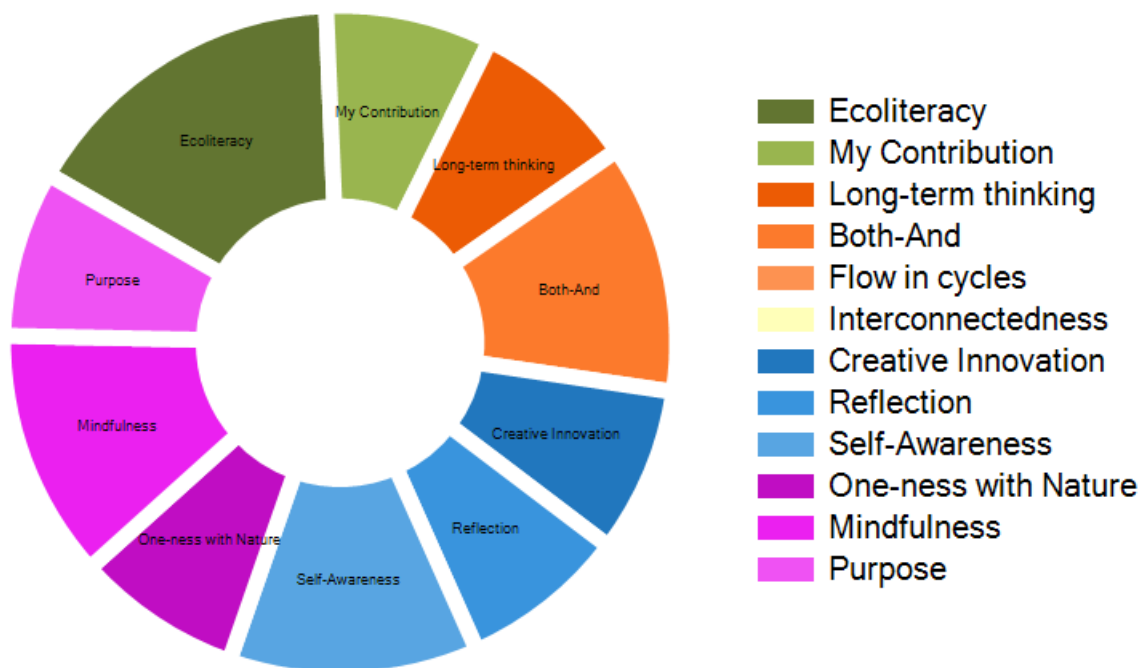 My Contribution
Ecoliteracy
Long-term thinking
Purpose
Both-And
Mindfulness
Creative Innovation
Reflection
One-ness with Nature
Self-Awareness
Ecoliteracy
My Contribution
Long-term thinking
Both-And
Flow in cycles
Interconnectedness
Creative Innovation
Reflection
Self-Awareness
One-ness with Nature
Mindfulness
Purpose